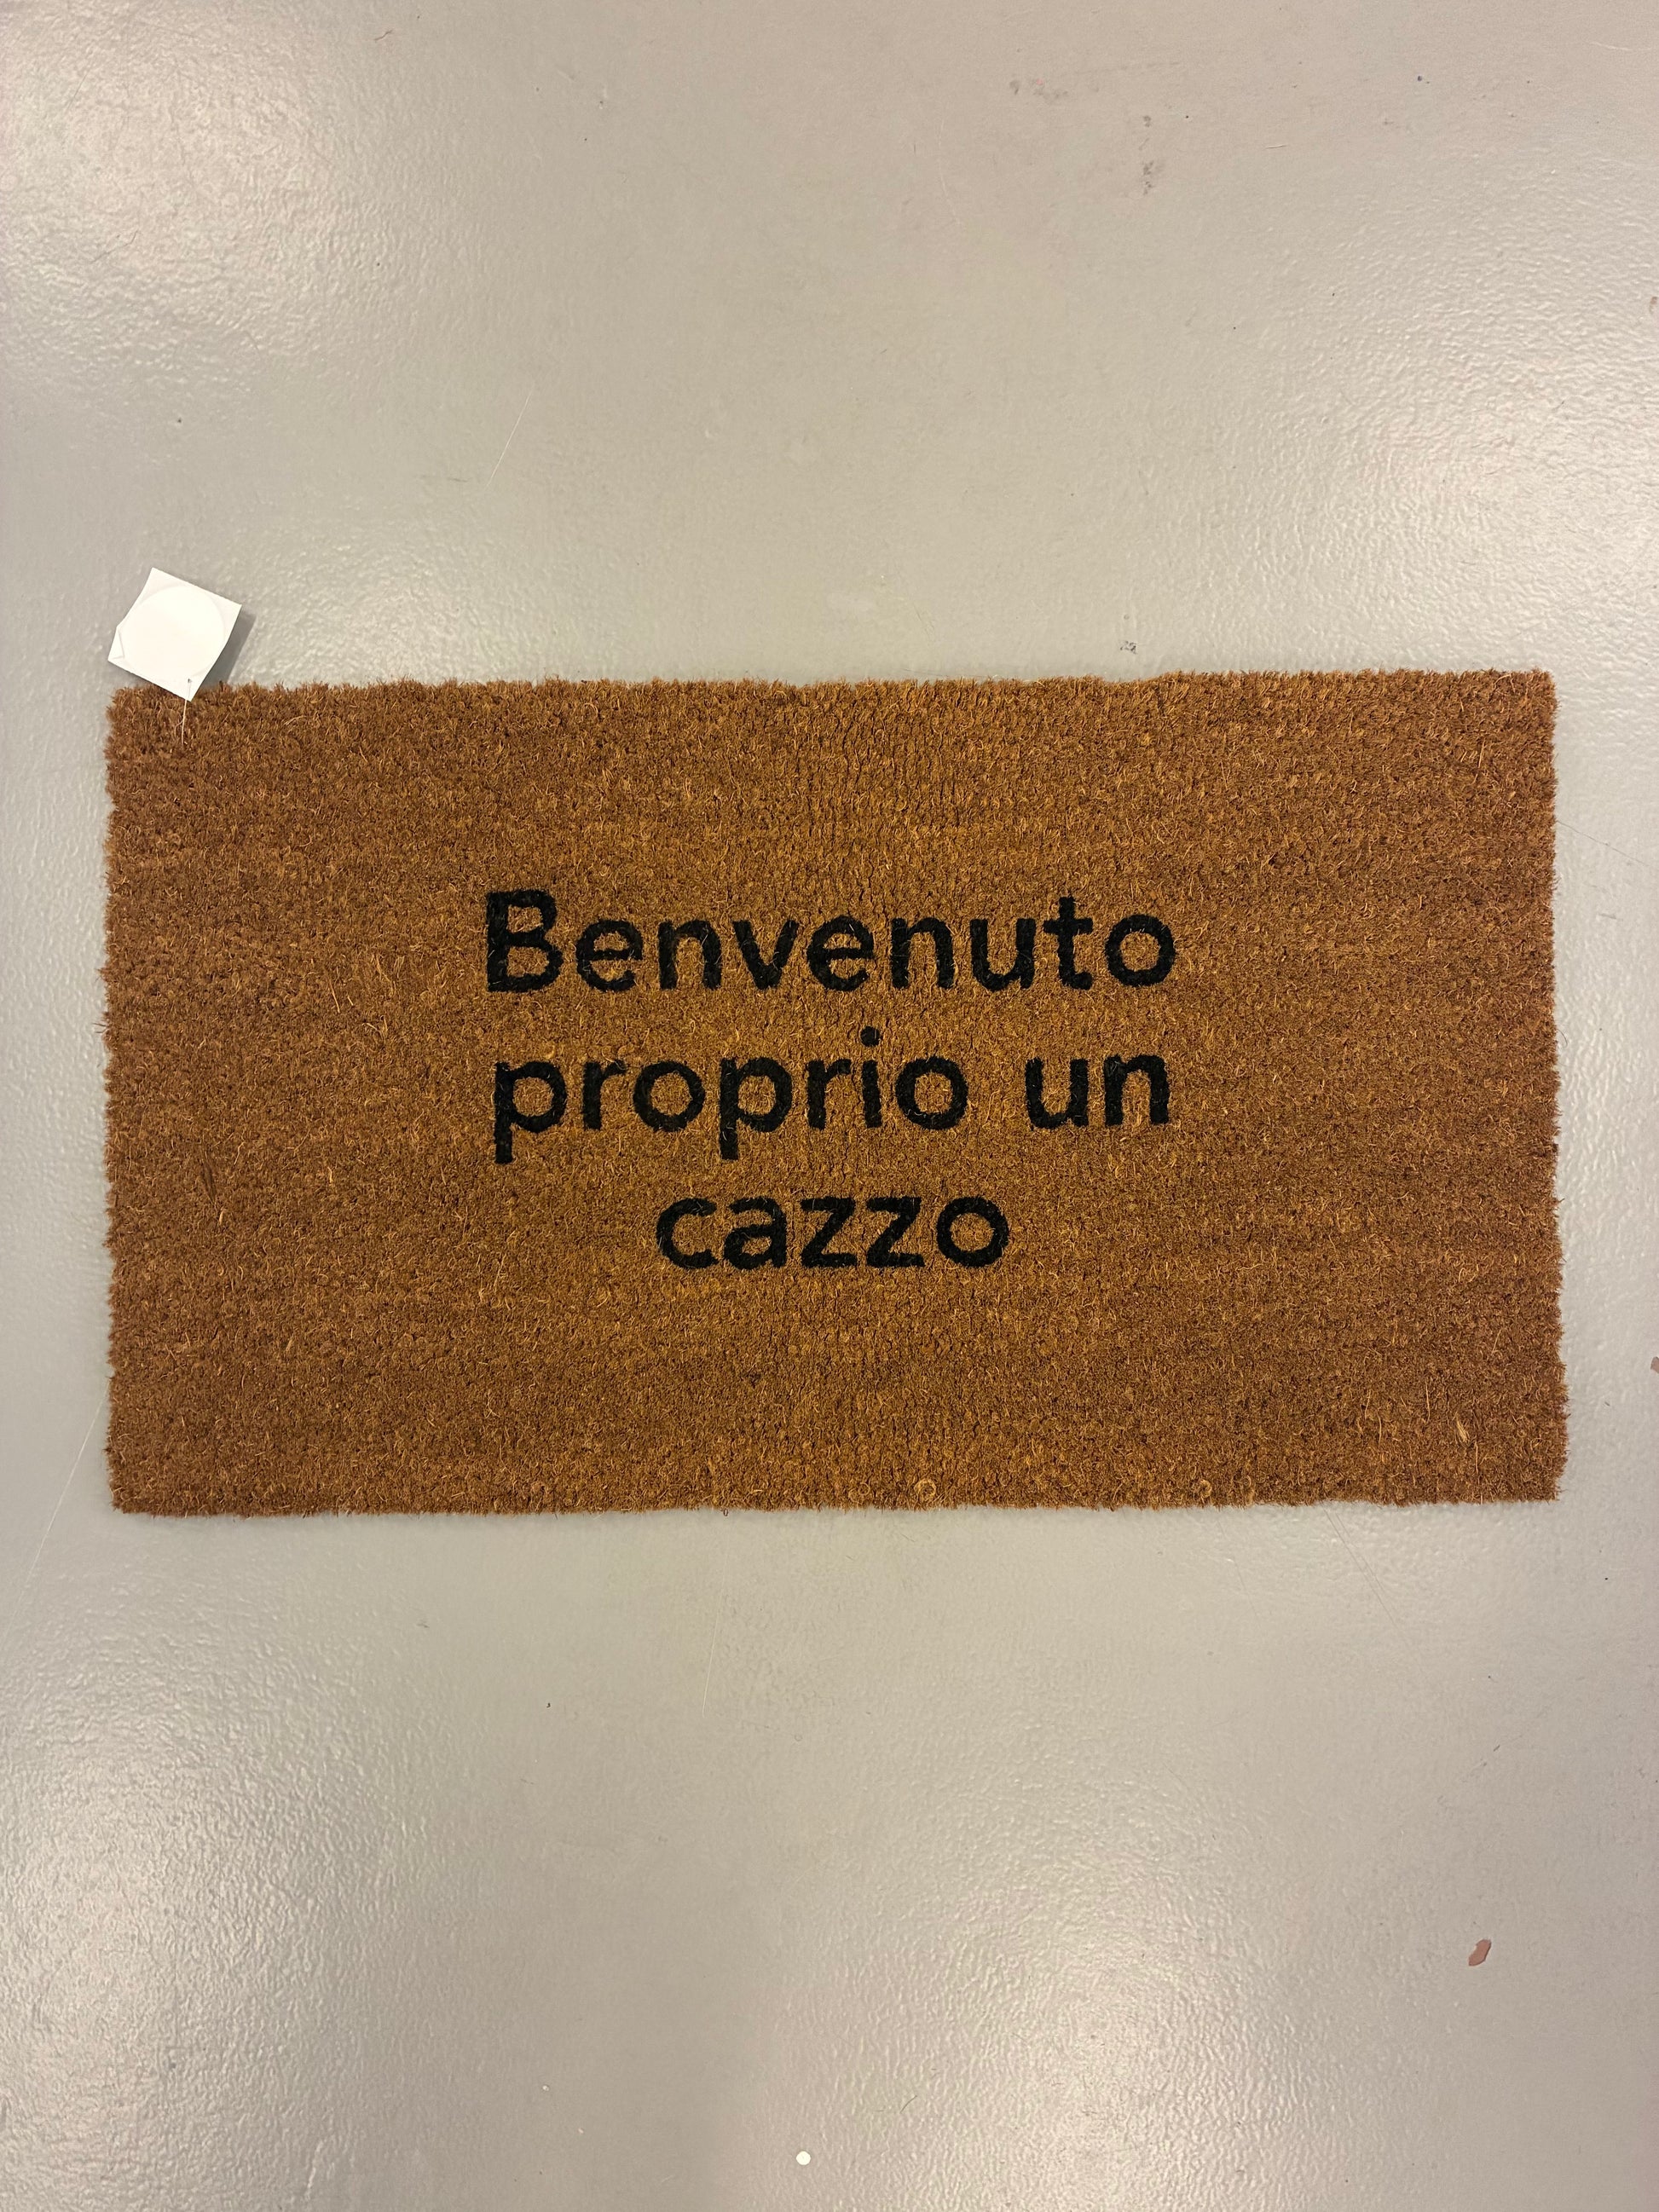 Benvenuto
proprio un
cazzo